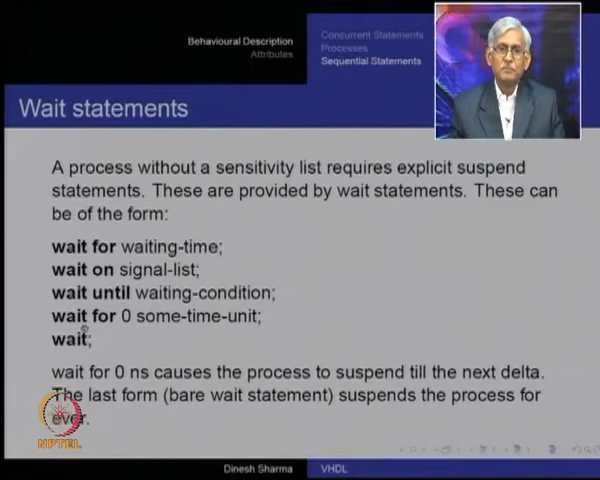 Behavioural Description
Attributes
Concurrent Statements
Processes
Sequential Statements
Wait statements
A process without a sensitivity list requires explicit suspend
statements. These are provided by wait statements. These can
be of the form:
wait for waiting-time;
wait on signal-list;
wait until waiting-condition;
wait for 0 some-time-unit;
wait;
wait for 0 ns causes the process to suspend till the next delta.
The last form (bare wait statement) suspends the process for
ever.
NPTEL
Dinesh Sharma
VHDL